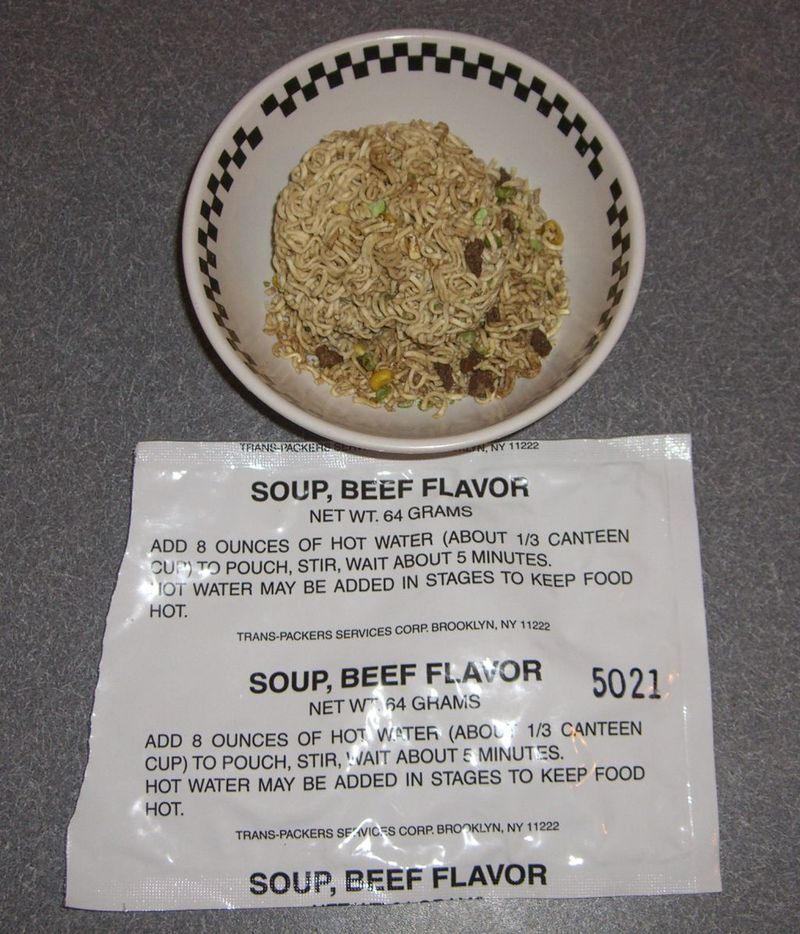 TRANS-PACKERS NY 11222
SOUP, BEEF FLAVOR
NET WT. 64 GRAMS
ADD 8 OUNCES OF HOT WATER (ABOUT 1/3 CANTEEN
CUP) TO POUCH, STIR, WAIT ABOUT 5 MINUTES.
HOT WATER MAY BE ADDED IN STAGES TO KEEP FOOD
HOT.
TRANS-PACKERS SERVICES CORP. BROOKLYN, NY 11222
SOUP, BEEF FLAVOR
5021
NET WT. 64 GRAMS
ADD 8 OUNCES OF HOT WATER (ABOUT 1/3 CANTEEN
CUP) TO POUCH, STIR, WAIT ABOUT 5 MINUTES.
HOT WATER MAY BE ADDED IN STAGES TO KEEP FOOD
HOT.
TRANS-PACKERS SERVICES CORP. BROOKLYN, NY 11222
SOUP, BEEF FLAVOR